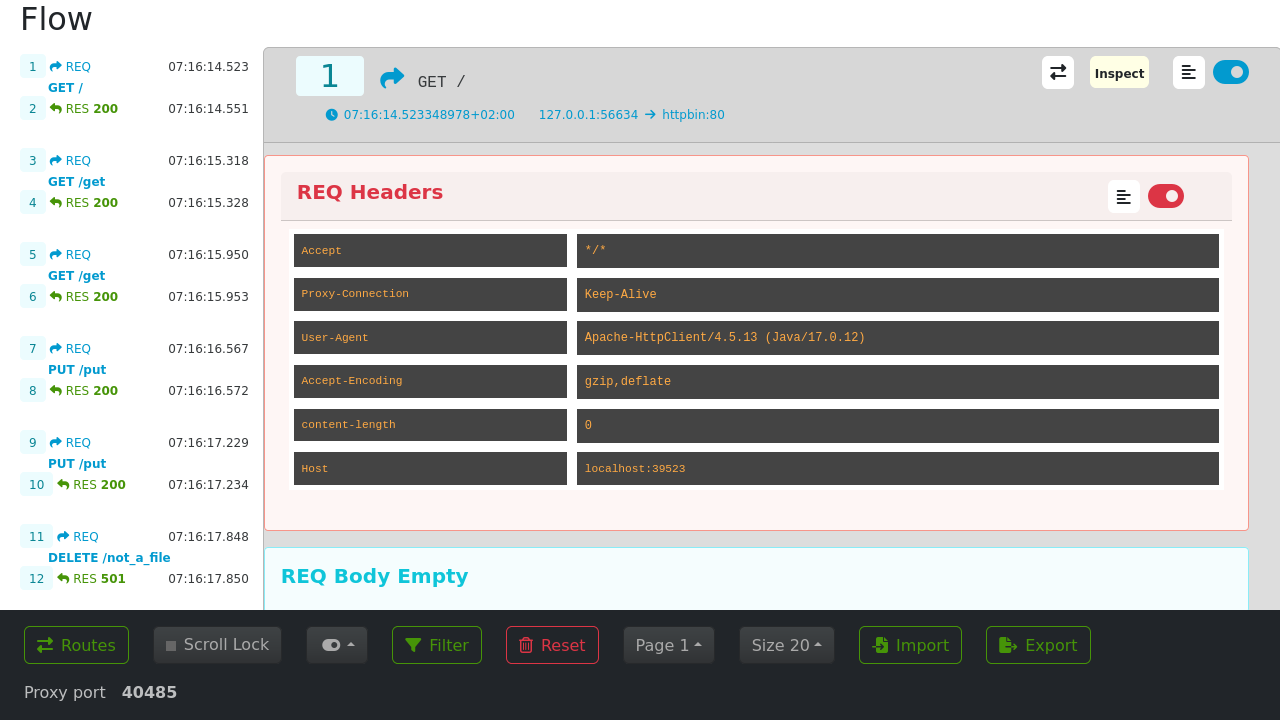 Flow
1 REQ 07:16:14.523
GET /
2 RES 200 07:16:14.551
3 REQ 07:16:15.318
GET /get
4 RES 200 07:16:15.328
5 REQ 07:16:15.950
GET /get
6 RES 200 07:16:15.953
7 REQ 07:16:16.567
PUT /put
8 RES 200 07:16:16.572
9 REQ 07:16:17.229
PUT /put
10 RES 200 07:16:17.234
11 REQ 07:16:17.848
DELETE /not_a_file
12 RES 501 07:16:17.850
1 GET / Inspect
07:16:14.523348978+02:00 127.0.0.1:56634 → httpbin:80
REQ Headers
Accept */*
Proxy-Connection Keep-Alive
User-Agent Apache-HttpClient/4.5.13 (Java/17.0.12)
Accept-Encoding gzip,deflate
content-length 0
Host localhost:39523
REQ Body Empty
Routes Scroll Lock Filter Reset Page 1 Size 20 Import Export
Proxy port 40485